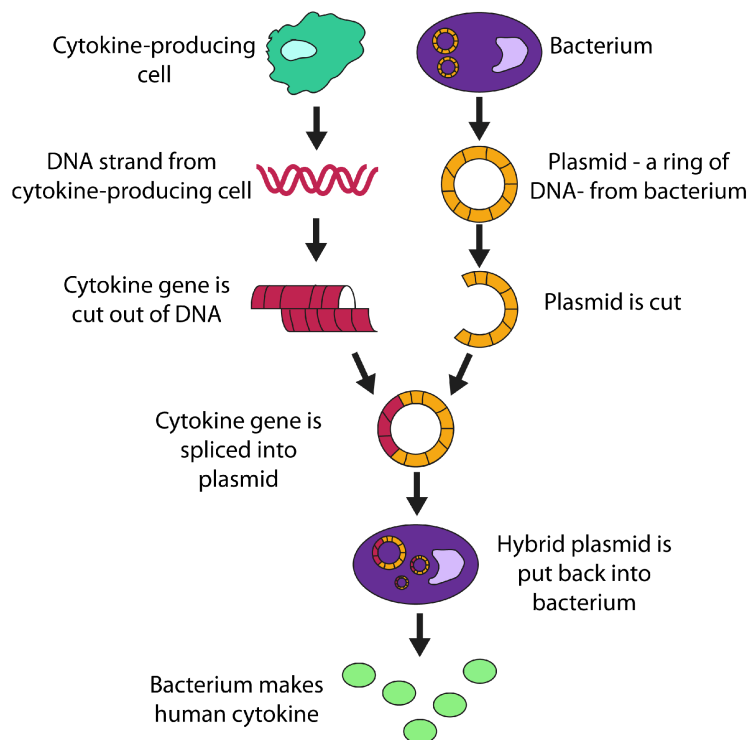 Cytokine-producing
cell
Bacterium
DNA strand from
cytokine-producing cell
Plasmid - a ring of
DNA- from bacterium
Cytokine gene is
cut out of DNA
Plasmid is cut
Cytokine gene is
spliced into
plasmid
Hybrid plasmid is
put back into
bacterium
Bacterium makes
human cytokine